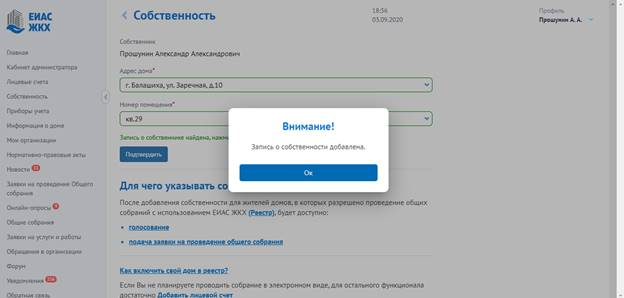 ЕИАС
ЖКХ
Главная
Кабинет администратора
Лицевые счета
Собственность
Приборы учета
Информация о доме
Мои организации
Нормативно-правовые акты
Новости
Заявки на проведение Общего
собрания
Онлайн-опросы
Общие собрания
Заявки на услуги и работы
Обращения в организации
Форум
Уведомления
Обратная связь
Собственность
18:36
03.09.2020
Профиль
Прошунин А. А.
Собственник
Прошунин Александр Александрович
Адрес дома*
г. Балашиха, ул. Заречная, д.10
Номер помещения*
кв.29
Запись о собственнике найдена, нажм
Подтвердить
Внимание!
Запись о собственности добавлена.
Ок
Для чего указывать со
После добавления собственности для жителей домов, в которых разрешено проведение общих
собраний с использованием ЕИАС ЖКХ (Реестр), будет доступно:
• голосование
• подача заявки на проведение общего собрания
Как включить свой дом в реестр?
Если Вы не планируете проводить собрание в электронном виде, для остального функционала
достаточно Добавить лицевой счет